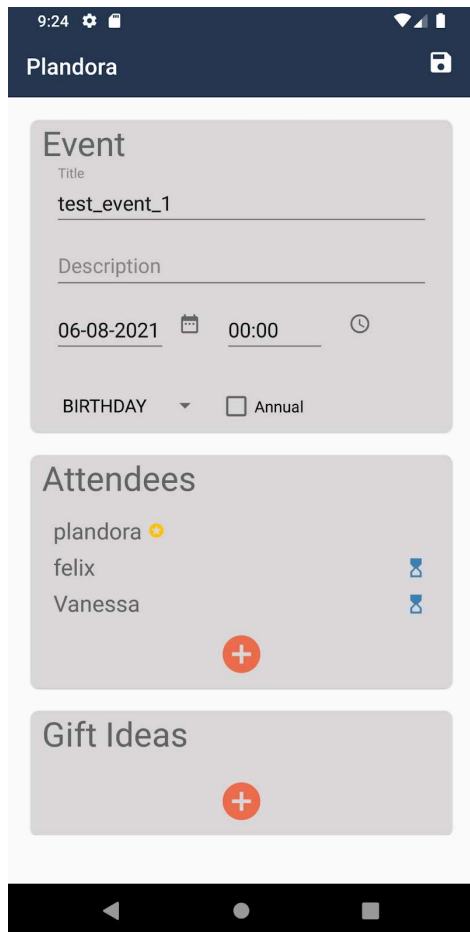 9:24
Plandora
Event
Title
test_event_1
Description
06-08-2021 00:00
BIRTHDAY Annual
Attendees
plandora
felix
Vanessa
Gift Ideas